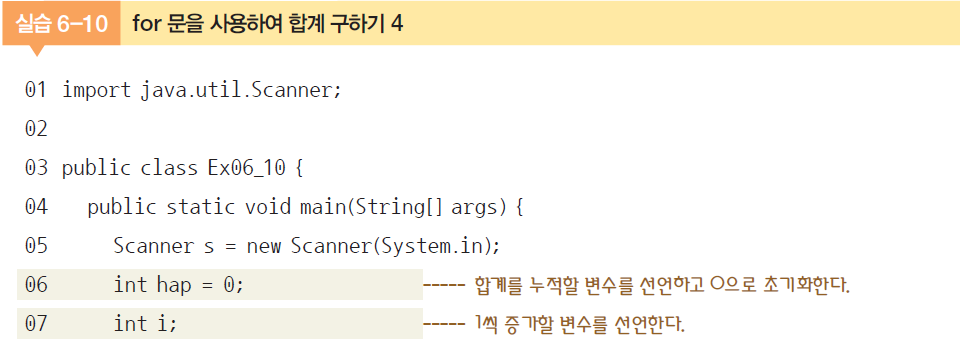 실습 6-10 for 문을 사용하여 합계 구하기 4
01 import java.util.Scanner;
02
03 public class Ex06_10 {
04 public static void main(String[] args) {
05 Scanner s = new Scanner(System.in);
06 int hap = 0; ----- 합계를 누적할 변수를 선언하고 0으로 초기화한다.
07 int i; ----- 1씩 증가할 변수를 선언한다.